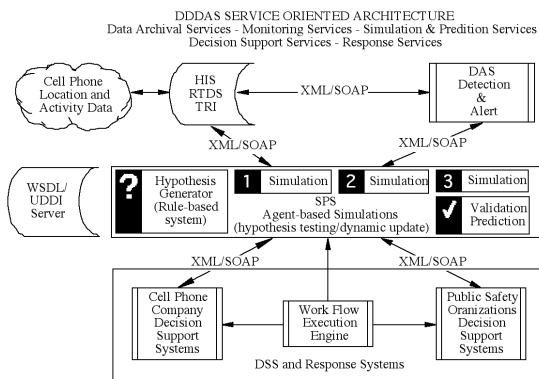 DDDAS SERVICE ORIENTED ARCHITECTURE
Data Archival Services - Monitoring Services - Simulation & Predition Services
Decision Support Services - Response Services
Cell Phone
Location and
Activity Data
HIS
RTDS
TRI
XML/SOAP
DAS
Detection
&
Alert
XML/SOAP
XML/SOAP
WSDL/
UDDI
Server
?
Hypothesis
Generator
(Rule-based
system)
1 Simulation
2 Simulation
3 Simulation
SPS
Agent-based Simulations
(hypothesis testing/dynamic update)
✓ Validation
Prediction
XML/SOAP
XML/SOAP
Cell Phone
Company
Decision
Support
Systems
Work Flow
Execution
Engine
Public Safety
Oranizations
Decision
Support
Systems
DSS and Response Systems